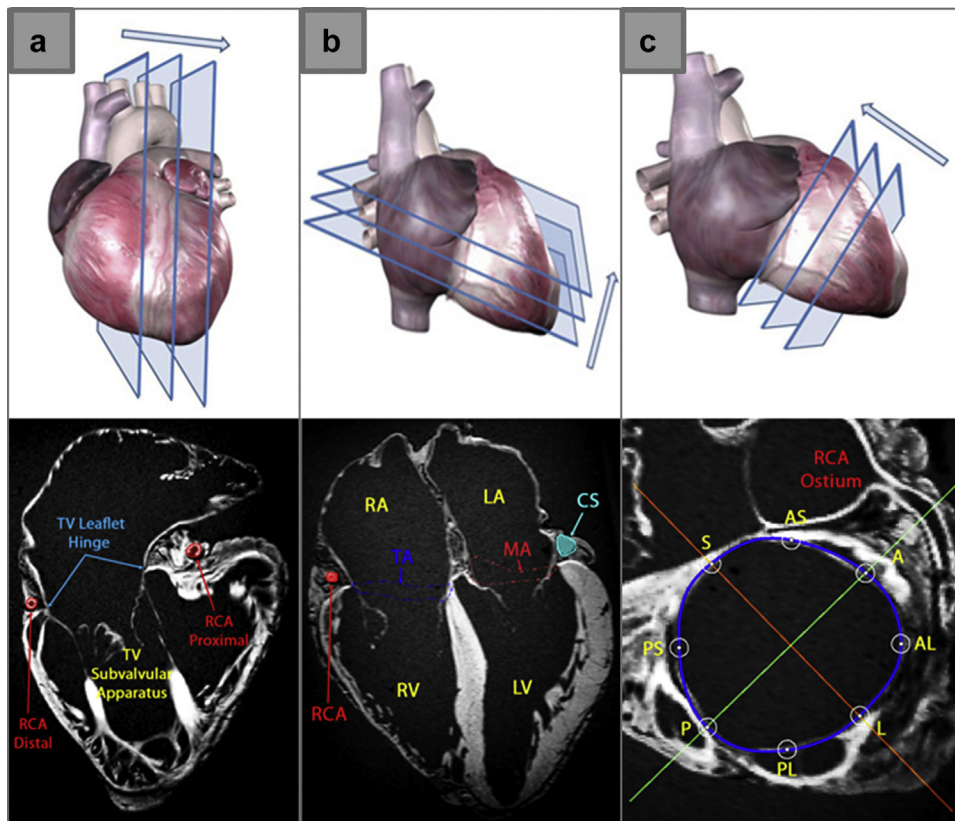 a
b
c
TV Leaflet
Hinge
RCA
Proximal
TV
Subvalvular
Apparatus
RCA
Distal
RA
LA
CS
TA
MA
RCA
RV
LV
RCA
Ostium
AS
S
A
PS
AL
P
L
PL